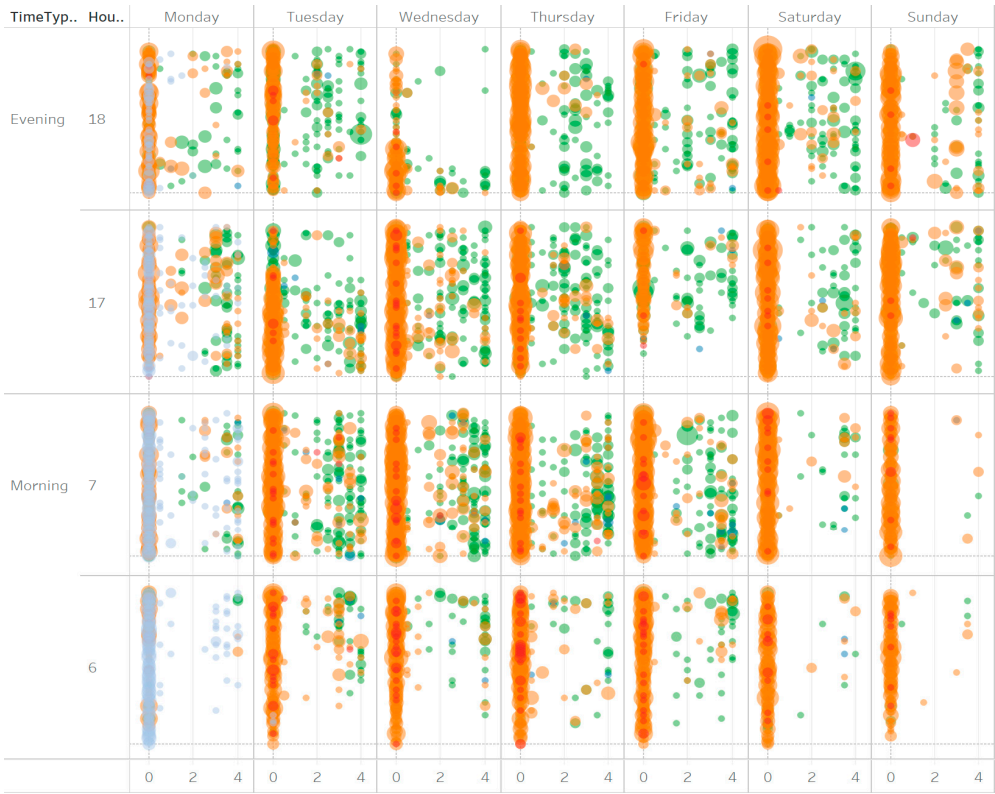 TimeTyp.. Hou.. Monday Tuesday Wednesday Thursday Friday Saturday Sunday
Evening 18
17
Morning 7
6
0 2 4 0 2 4 0 2 4 0 2 4 0 2 4 0 2 4 0 2 4